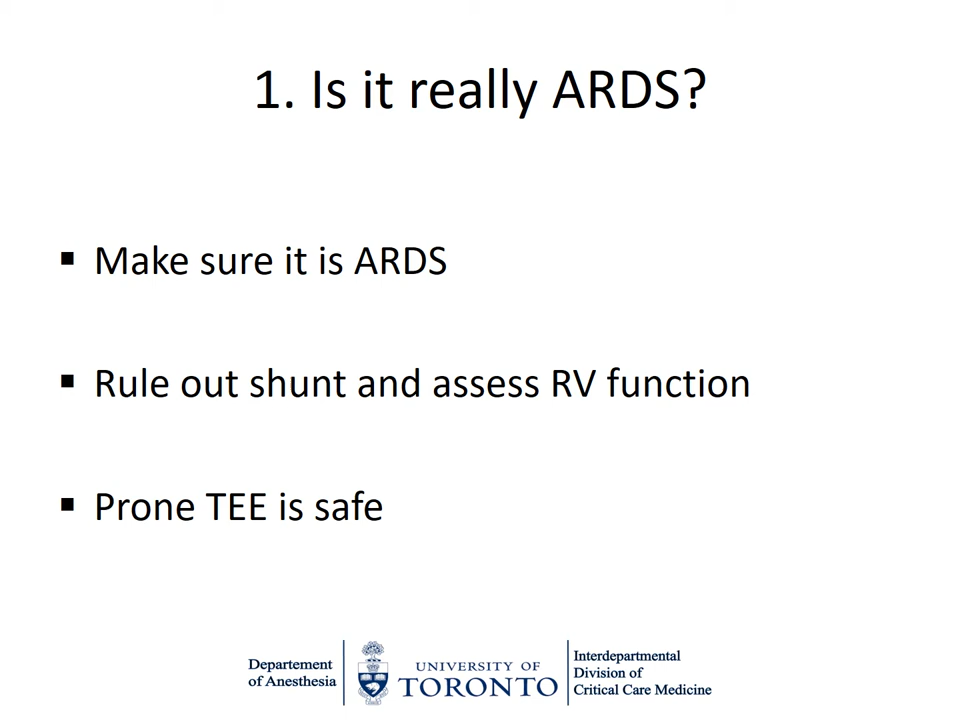 1. Is it really ARDS?
▪ Make sure it is ARDS
▪ Rule out shunt and assess RV function
▪ Prone TEE is safe
Departement
of Anesthesia
UNIVERSITY OF
TORONTO
Interdepartmental
Division of
Critical Care Medicine